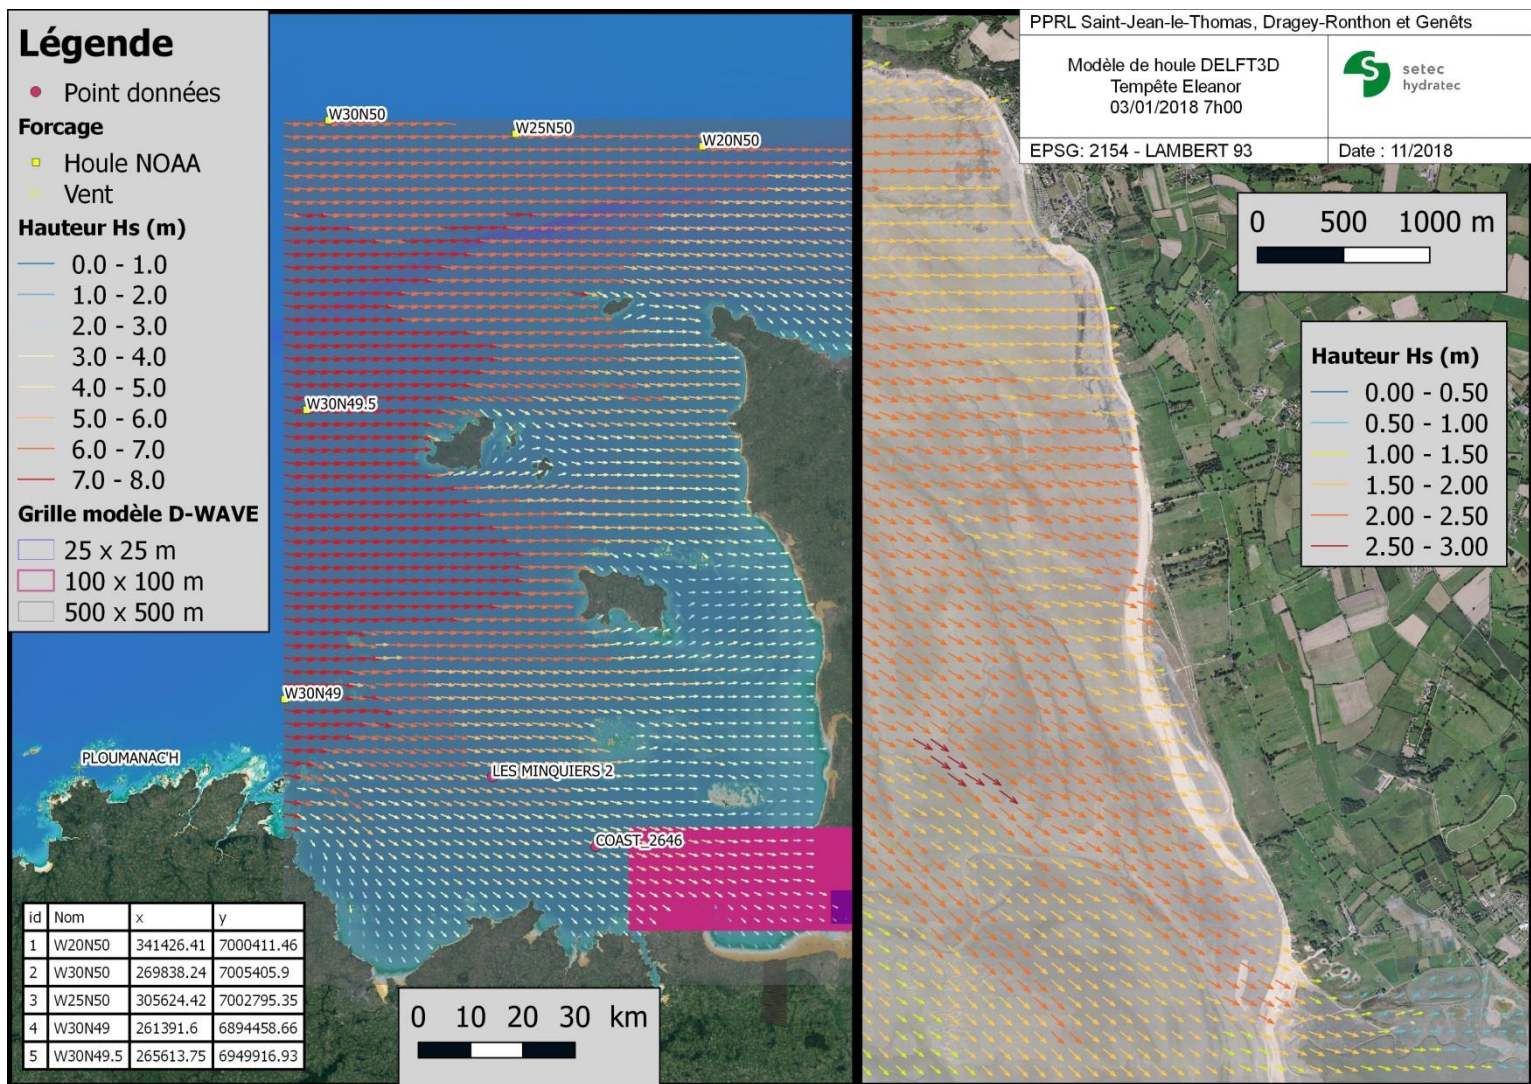 Légende
Point données
Forcage
Houle NOAA
Vent
Hauteur Hs (m)
0.0 - 1.0
1.0 - 2.0
2.0 - 3.0
3.0 - 4.0
4.0 - 5.0
5.0 - 6.0
6.0 - 7.0
7.0 - 8.0
Grille modèle D-WAVE
25 x 25 m
100 x 100 m
500 x 500 m
W30N50
W25N50
W20N50
W30N49.5
W30N49
PLOUMANAC'H
LES MINQUIERS 2
COAST_2646
id Nom x y
1 W20N50 341426.41 7000411.46
2 W30N50 269838.24 7005405.9
3 W25N50 305624.42 7002795.35
4 W30N49 261391.6 6894458.66
5 W30N49.5 265613.75 6949916.93
0 10 20 30 km
PPRL Saint-Jean-le-Thomas, Dragey-Ronthon et Genêts
Modèle de houle DELFT3D
Tempête Eleanor
03/01/2018 7h00
S setec
hydratec
EPSG: 2154 - LAMBERT 93
Date : 11/2018
0 500 1000 m
Hauteur Hs (m)
0.00 - 0.50
0.50 - 1.00
1.00 - 1.50
1.50 - 2.00
2.00 - 2.50
2.50 - 3.00